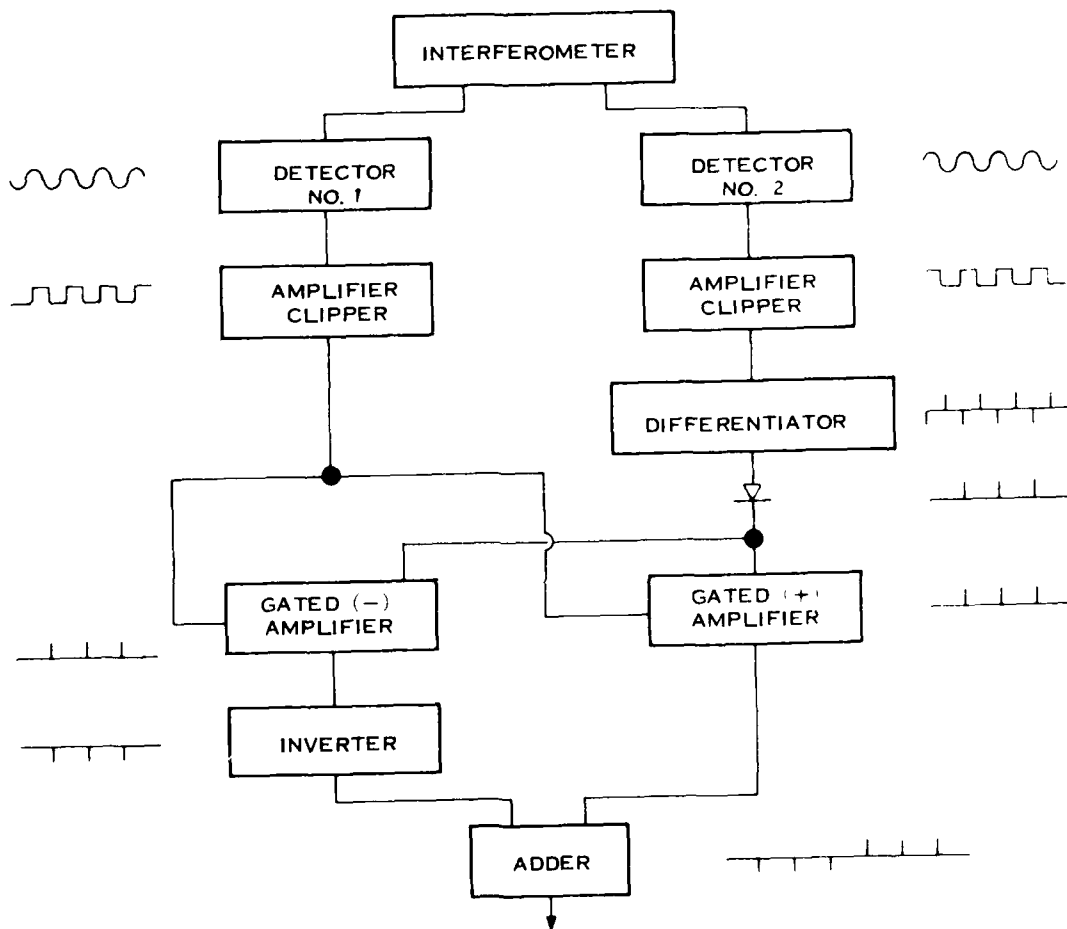 INTERFEROMETER
DETECTOR
NO. 1
DETECTOR
NO. 2
AMPLIFIER
CLIPPER
AMPLIFIER
CLIPPER
DIFFERENTIATOR
GATED (−)
AMPLIFIER
GATED (+)
AMPLIFIER
INVERTER
ADDER